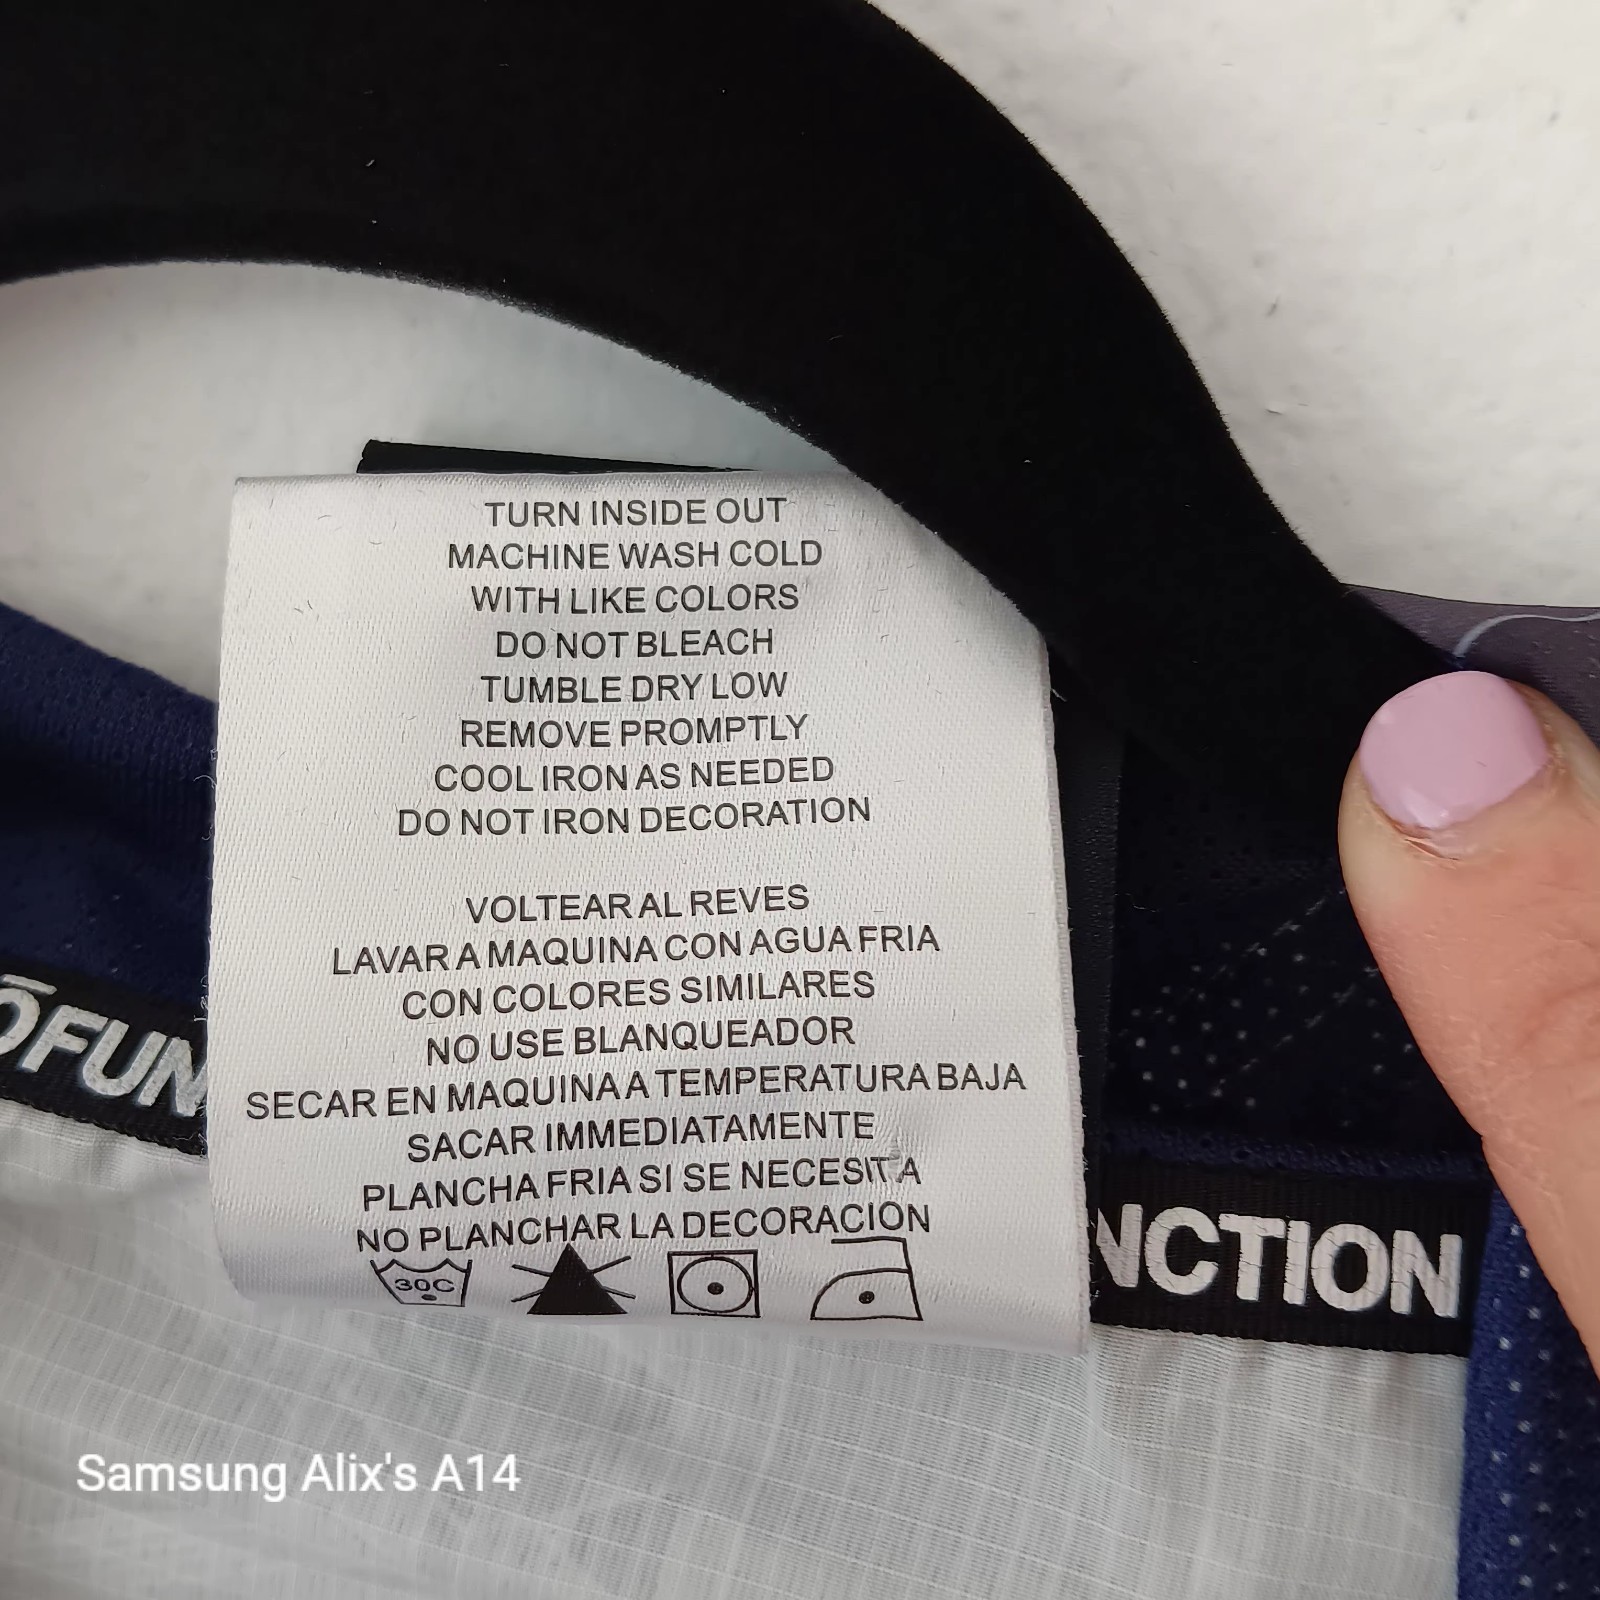 TURN INSIDE OUT
MACHINE WASH COLD
WITH LIKE COLORS
DO NOT BLEACH
TUMBLE DRY LOW
REMOVE PROMPTLY
COOL IRON AS NEEDED
DO NOT IRON DECORATION
VOLTEAR AL REVES
LAVAR A MAQUINA CON AGUA FRIA
CON COLORES SIMILARES
NO USE BLANQUEADOR
SECAR EN MAQUINA A TEMPERATURA BAJA
SACAR IMMEDIATAMENTE
PLANCHA FRIA SI SE NECESITA
NO PLANCHAR LA DECORACION
30C
ŌFUN
NCTION
Samsung Alix's A14